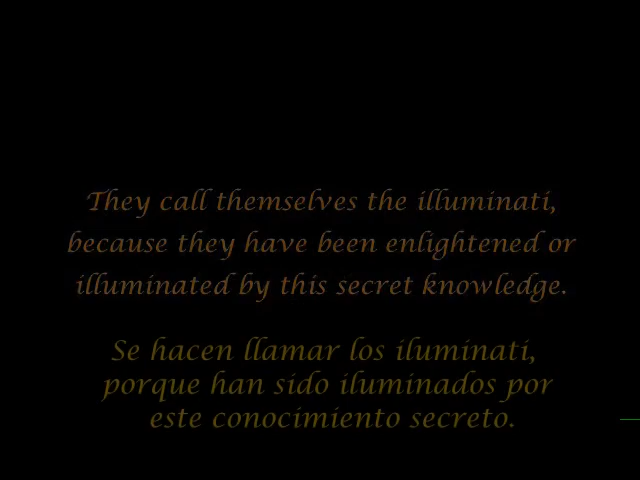 They call themselves the illuminati,
because they have been enlightened or
illuminated by this secret knowledge.
Se hacen llamar los iluminati,
porque han sido iluminados por
este conocimiento secreto.